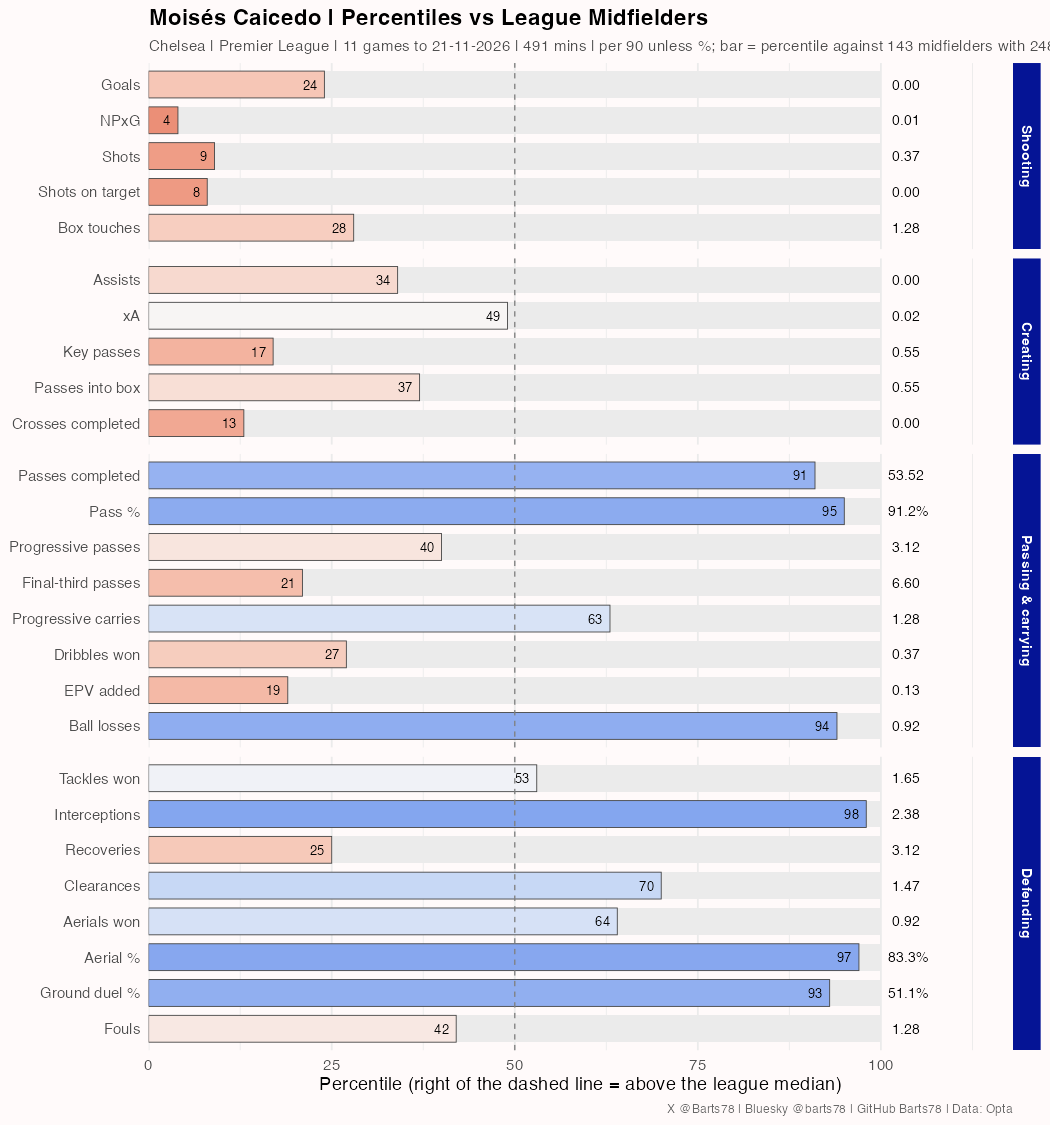 Moisés Caicedo | Percentiles vs League Midfielders
Chelsea | Premier League | 11 games to 21-11-2026 | 491 mins | per 90 unless %; bar = percentile against 143 midfielders with 248
Goals 24 0.00
NPxG 4 0.01
Shots 9 0.37
Shots on target 8 0.00
Box touches 28 1.28
Shooting
Assists 34 0.00
xA 49 0.02
Key passes 17 0.55
Passes into box 37 0.55
Crosses completed 13 0.00
Creating
Passes completed 91 53.52
Pass % 95 91.2%
Progressive passes 40 3.12
Final-third passes 21 6.60
Progressive carries 63 1.28
Dribbles won 27 0.37
EPV added 19 0.13
Ball losses 94 0.92
Passing & carrying
Tackles won 53 1.65
Interceptions 98 2.38
Recoveries 25 3.12
Clearances 70 1.47
Aerials won 64 0.92
Aerial % 97 83.3%
Ground duel % 93 51.1%
Fouls 42 1.28
Defending
0 25 50 75 100
Percentile (right of the dashed line = above the league median)
X @Barts78 | Bluesky @barts78 | GitHub Barts78 | Data: Opta